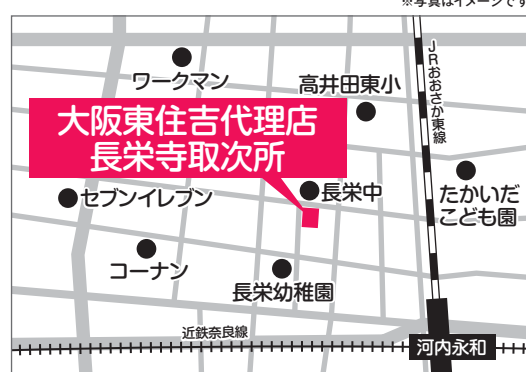 ※写真はイメージです
ワークマン
高井田東小
JRおおさか東線
大阪東住吉代理店
長栄寺取次所
セブンイレブン
長栄中
たかいだ
こども園
コーナン
長栄幼稚園
近鉄奈良線
河内永和